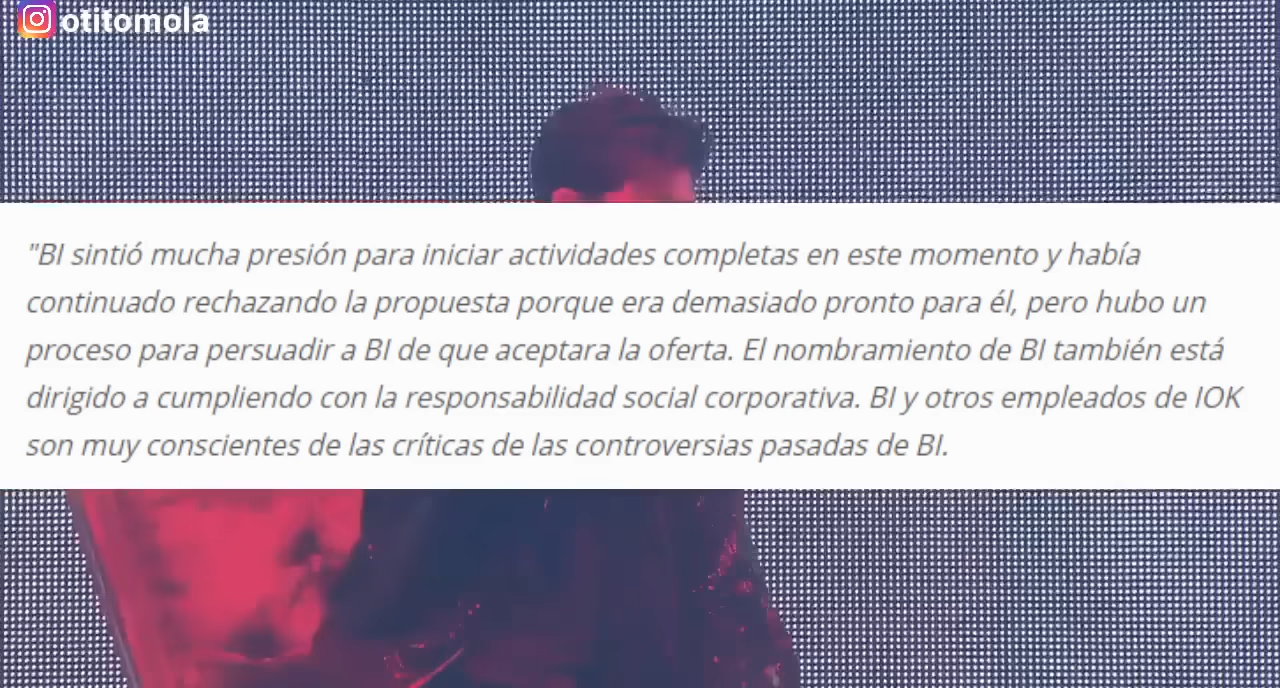 otitomola
"BI sintió mucha presión para iniciar actividades completas en este momento y había
continuado rechazando la propuesta porque era demasiado pronto para él, pero hubo un
proceso para persuadir a BI de que aceptara la oferta. El nombramiento de BI también está
dirigido a cumpliendo con la responsabilidad social corporativa. BI y otros empleados de IOK
son muy conscientes de las críticas de las controversias pasadas de BI.